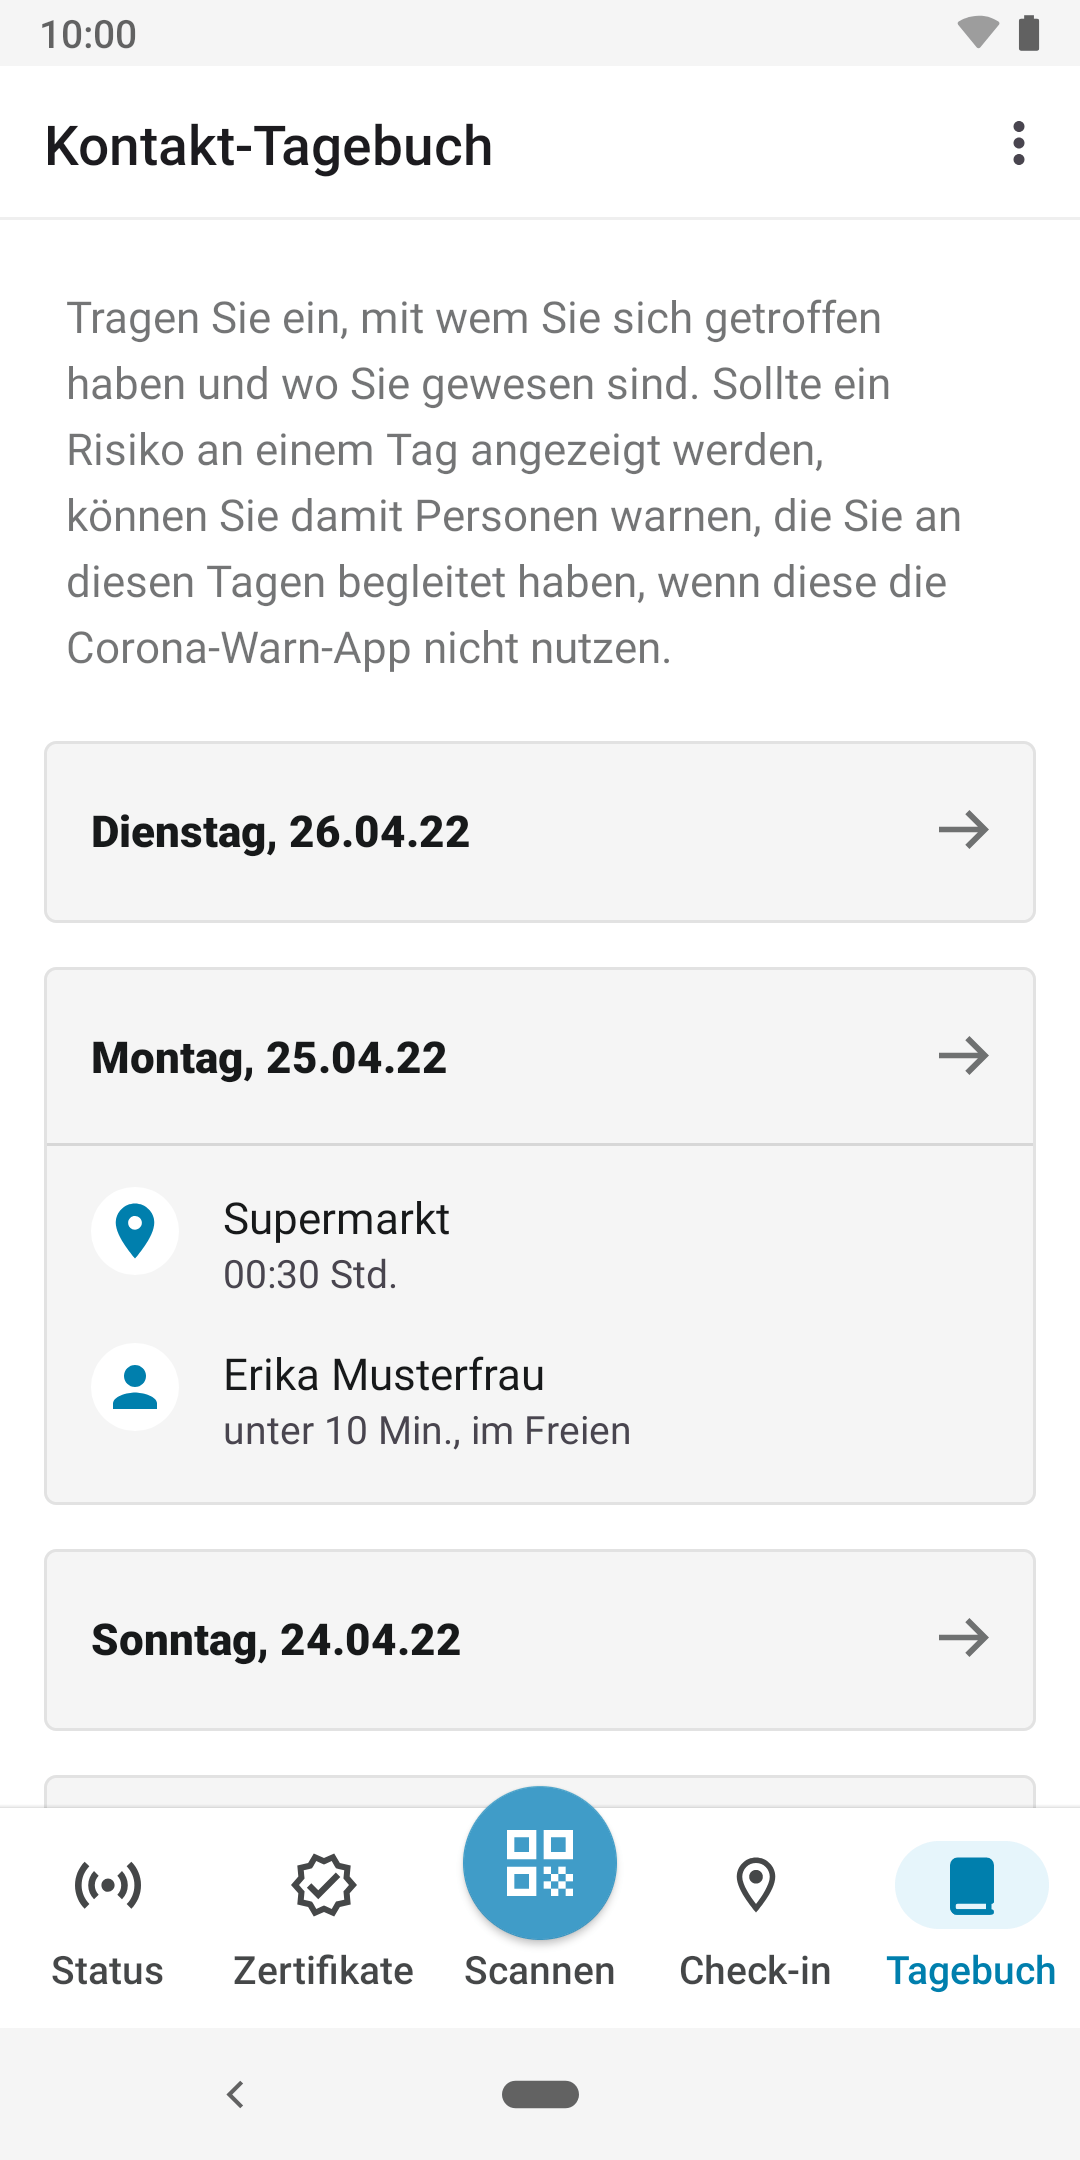 10:00
Kontakt-Tagebuch
Tragen Sie ein, mit wem Sie sich getroffen
haben und wo Sie gewesen sind. Sollte ein
Risiko an einem Tag angezeigt werden,
können Sie damit Personen warnen, die Sie an
diesen Tagen begleitet haben, wenn diese die
Corona-Warn-App nicht nutzen.
Dienstag, 26.04.22
Montag, 25.04.22
Supermarkt
00:30 Std.
Erika Musterfrau
unter 10 Min., im Freien
Sonntag, 24.04.22
Status Zertifikate Scannen Check-in Tagebuch